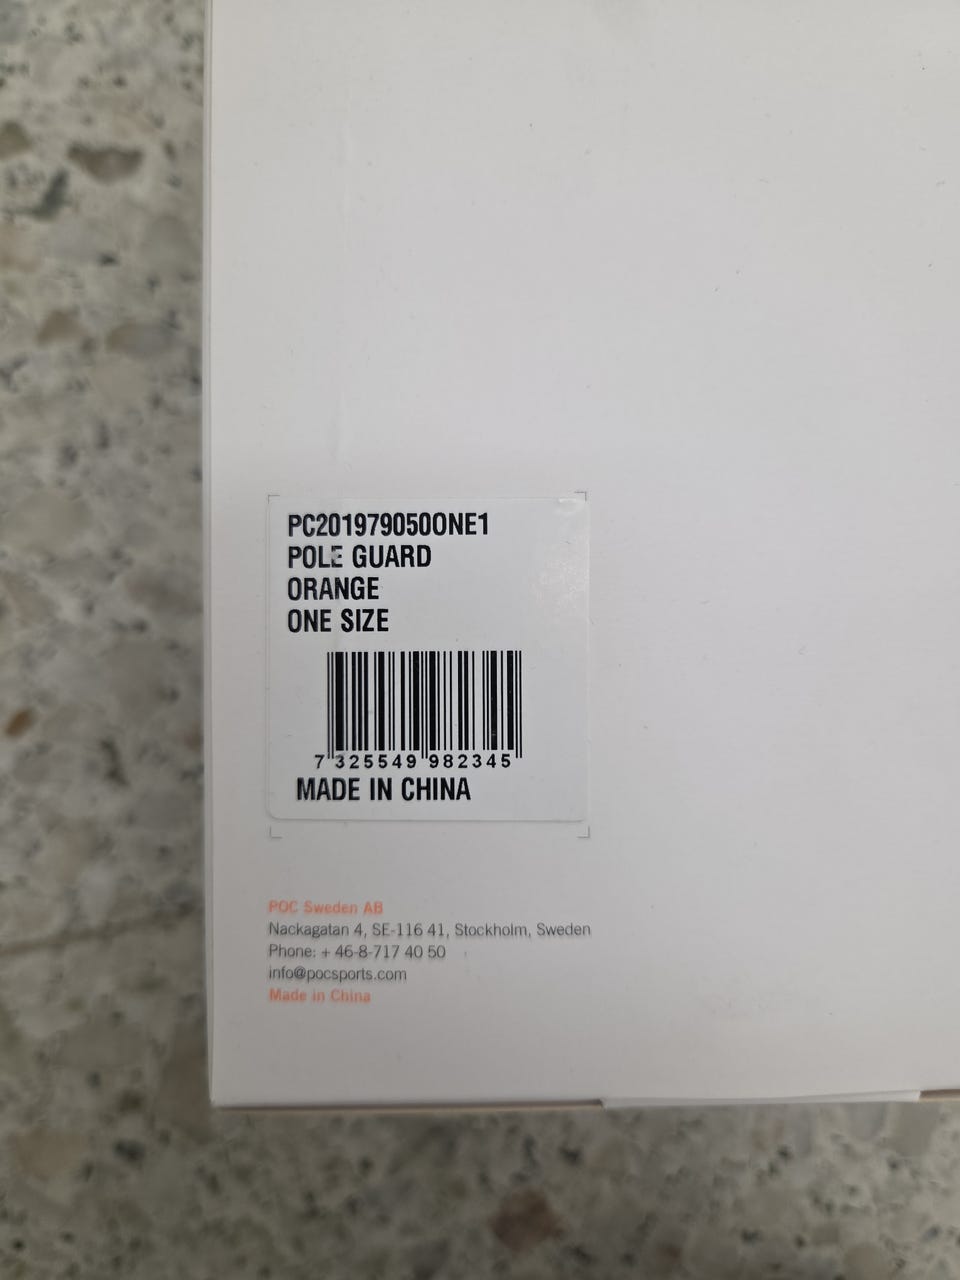 PC201979050ONE1
POLE GUARD
ORANGE
ONE SIZE
7 325549 982345
MADE IN CHINA
POC Sweden AB
Nackagatan 4, SE-116 41, Stockholm, Sweden
Phone: + 46-8-717 40 50
info@pocsports.com
Made in China